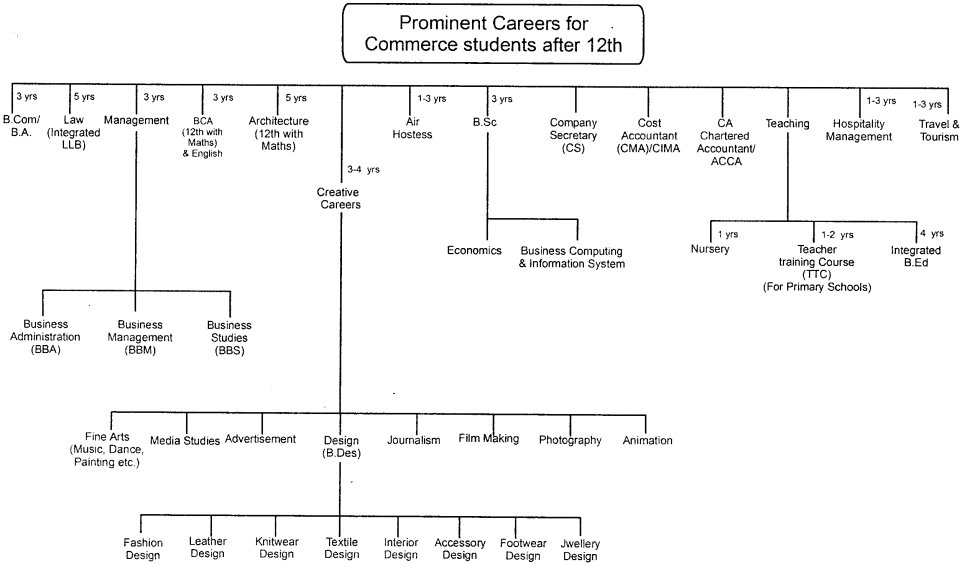 Prominent Careers for
Commerce students after 12th
3 yrs
B.Com/
B.A.
5 yrs
Law
(Integrated
LLB)
3 yrs
Management
3 yrs
BCA
(12th with
Maths)
& English
5 yrs
Architecture
(12th with
Maths)
3-4 yrs
Creative
Careers
1-3 yrs
Air
Hostess
3 yrs
B.Sc
Company
Secretary
(CS)
Cost
Accountant
(CMA)/CIMA
CA
Chartered
Accountant/
ACCA
Teaching
1-3 yrs
Hospitality
Management
1-3 yrs
Travel &
Tourism
Economics
Business Computing
& Information System
1 yrs
Nursery
1-2 yrs
Teacher
training Course
(TTC)
(For Primary Schools)
4 yrs
Integrated
B.Ed
Business
Administration
(BBA)
Business
Management
(BBM)
Business
Studies
(BBS)
Fine Arts
(Music, Dance,
Painting etc.)
Media Studies
Advertisement
Design
(B.Des)
Journalism
Film Making
Photography
Animation
Fashion
Design
Leather
Design
Knitwear
Design
Textile
Design
Interior
Design
Accessory
Design
Footwear
Design
Jwellery
Design